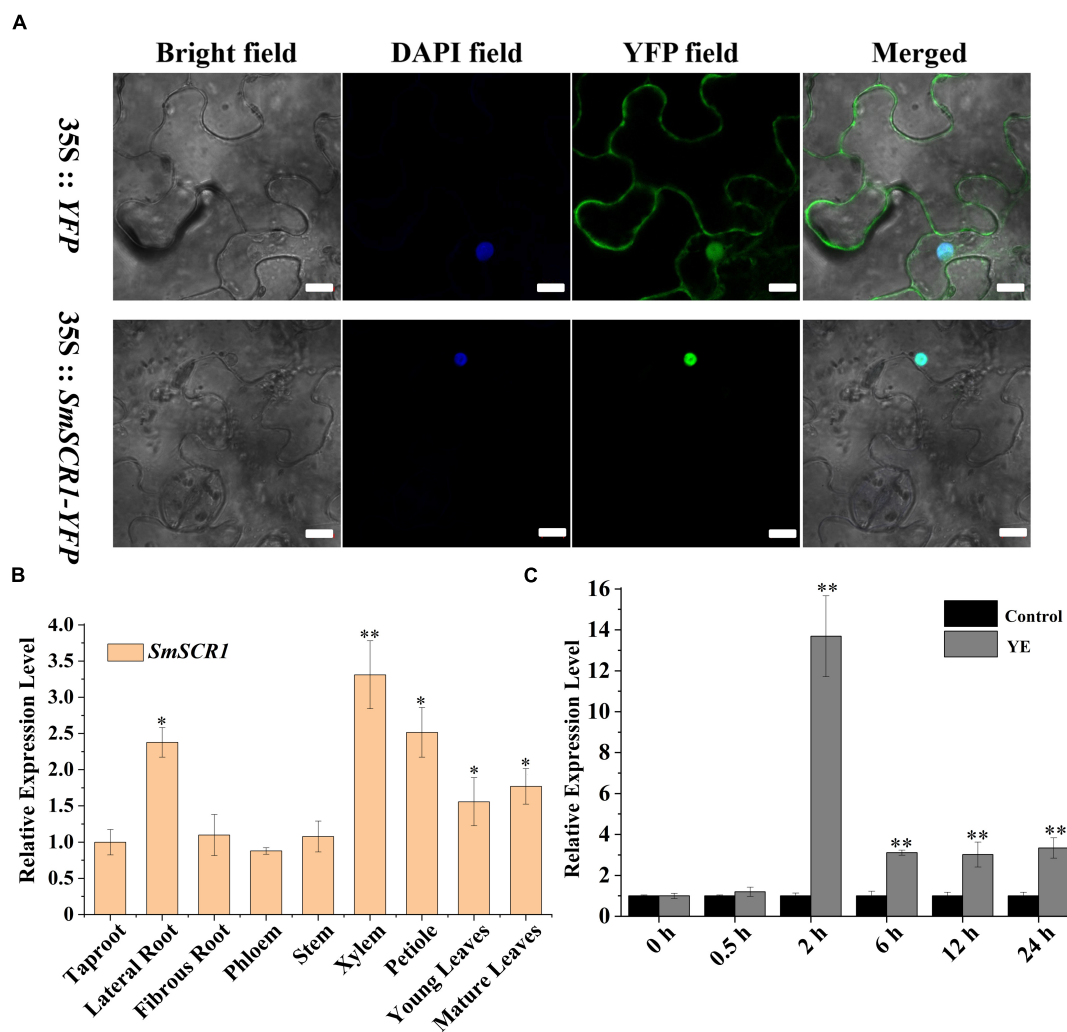 A
Bright field DAPI field YFP field Merged
35S :: YFP
35S :: SmSCR1-YFP
B
Relative Expression Level
4.0
3.5
3.0
2.5
2.0
1.5
1.0
0.5
0
SmSCR1
* ** * * *
Taproot Lateral Root Fibrous Root Phloem Stem Xylem Petiole Young Leaves Mature Leaves
C
Relative Expression Level
16
14
12
10
8
6
4
2
0
Control
YE
** ** ** **
0 h 0.5 h 2 h 6 h 12 h 24 h